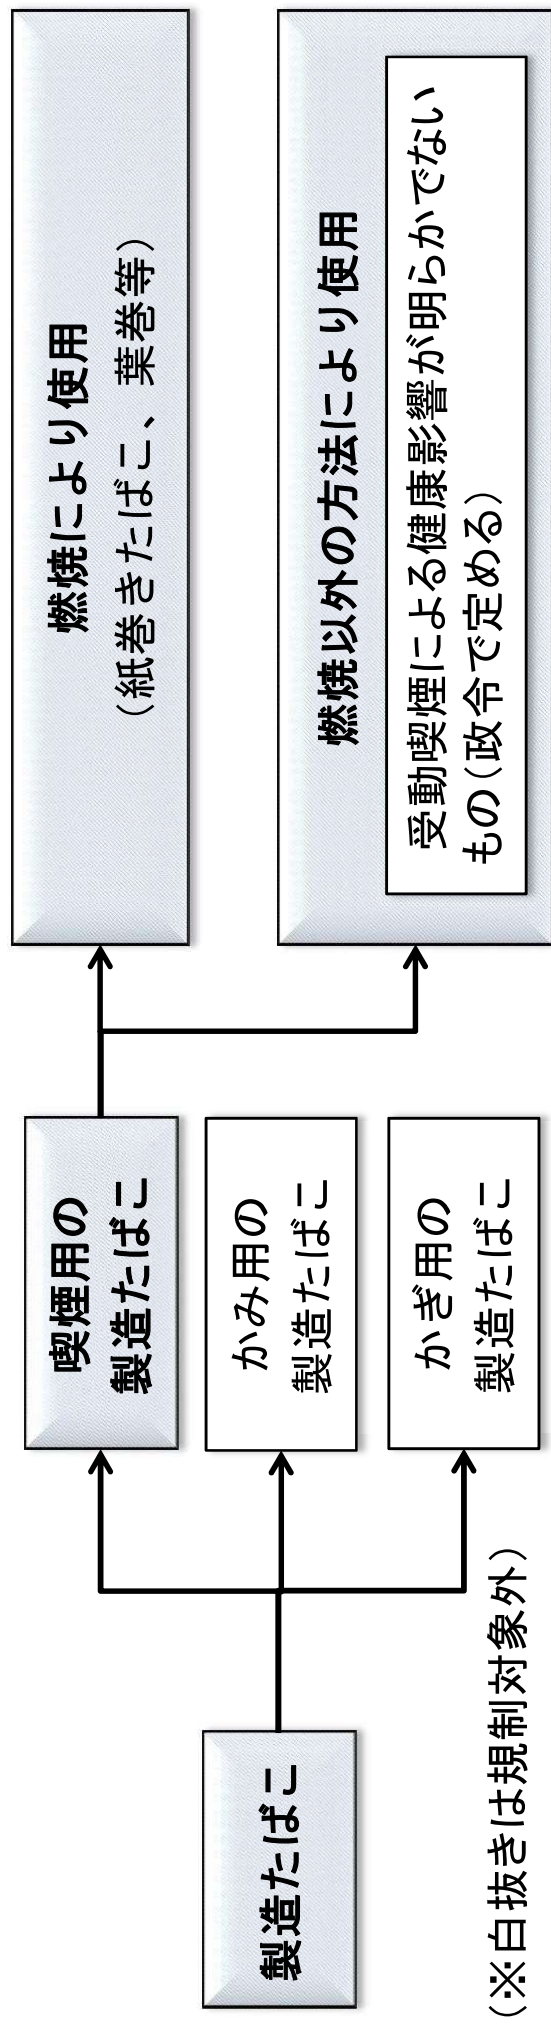 製造たばこ
(※白抜きは規制対象外)
喫煙用の
製造たばこ
かみ用の
製造たばこ
かぎ用の
製造たばこ
燃焼により使用
(紙巻きたばこ、葉巻等)
燃焼以外の方法により使用
受動喫煙による健康影響が明らかでない
もの(政令で定める)